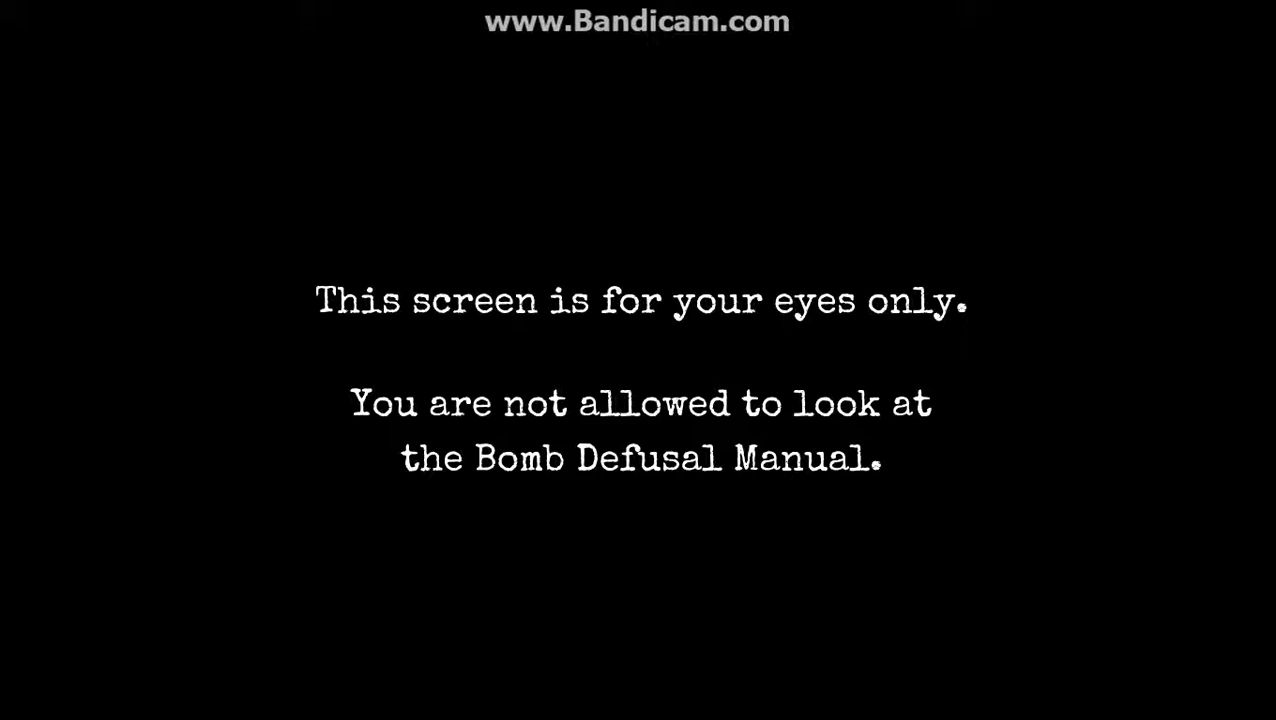 www.Bandicam.com
This screen is for your eyes only.
You are not allowed to look at
the Bomb Defusal Manual.